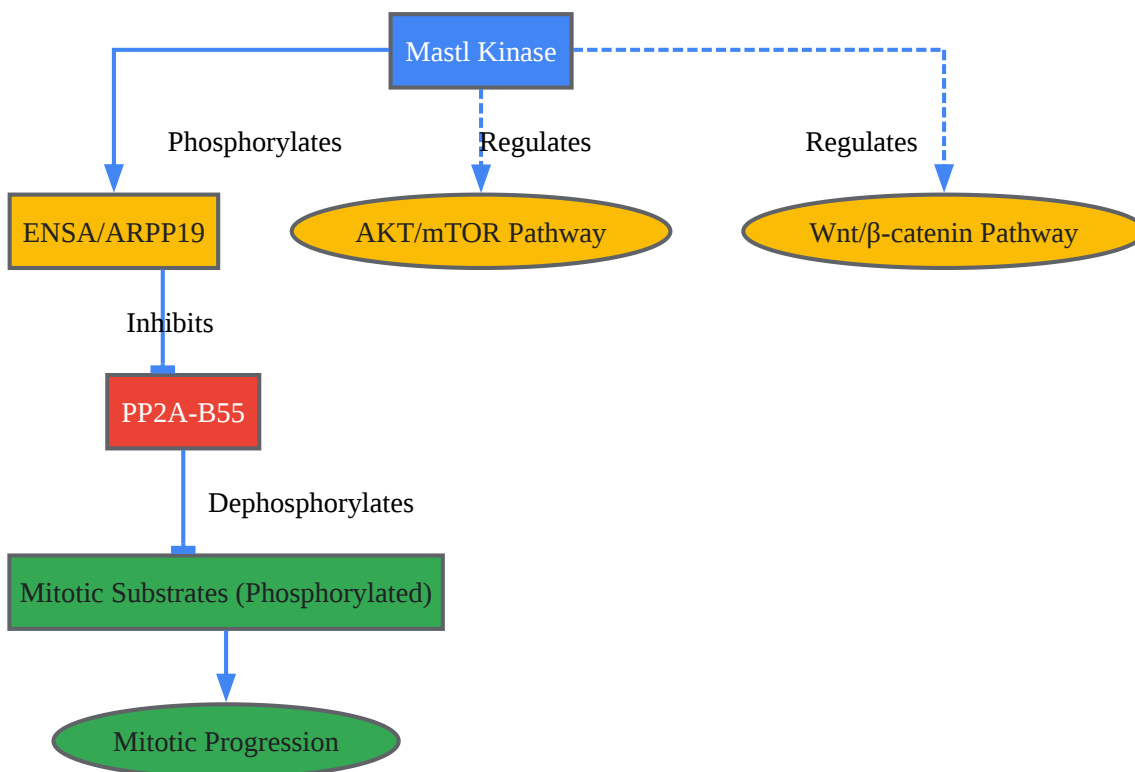 Mastl Kinase
Phosphorylates
Regulates
Regulates
ENSA/ARPP19
AKT/mTOR Pathway
Wnt/β-catenin Pathway
Inhibits
PP2A-B55
Dephosphorylates
Mitotic Substrates (Phosphorylated)
Mitotic Progression